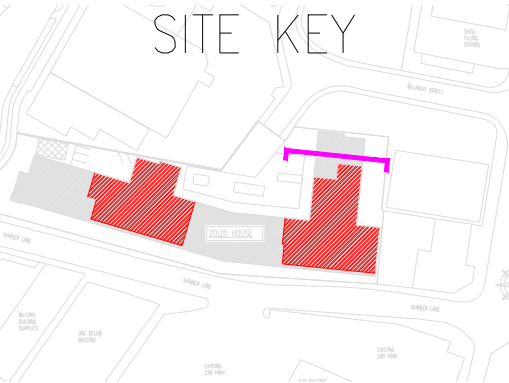 SITE KEY
SHELL
FILLING
STATION
MILLWRIGHT STREET
20:20 HOUSE
SKINNER LANE
SKINNER LANE
SKINNER LANE
MILFORD
BUILDING
SUPPLIES
ONE BELOW
BUILDING
EXISTING
CAR PARK
EXISTING
CAR PARK